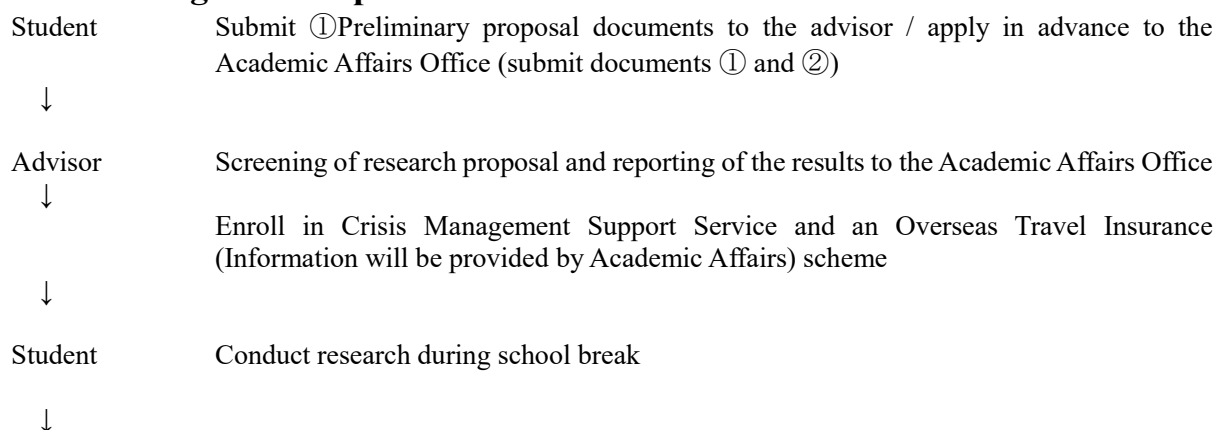 Student Submit ①Preliminary proposal documents to the advisor / apply in advance to the
Academic Affairs Office (submit documents ① and ②)
↓
Advisor Screening of research proposal and reporting of the results to the Academic Affairs Office
↓
Enroll in Crisis Management Support Service and an Overseas Travel Insurance
(Information will be provided by Academic Affairs) scheme
↓
Student Conduct research during school break
↓